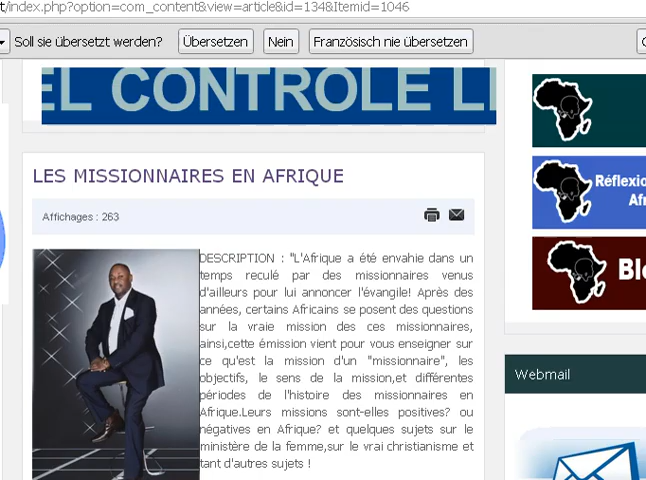 t/index.php?option=com_content&view=article&id=134&Itemid=1046
Soll sie übersetzt werden? Übersetzen Nein Französisch nie übersetzen
EL CONTROLE
LES MISSIONNAIRES EN AFRIQUE
Affichages : 263
DESCRIPTION : "L'Afrique a été envahie dans un
temps reculé par des missionnaires venus
d'ailleurs pour lui annoncer l'évangile! Après des
années, certains Africains se posent des questions
sur la vraie mission des ces missionnaires,
ainsi,cette émission vient pour vous enseigner sur
ce qu'est la mission d'un "missionnaire", les
objectifs, le sens de la mission,et différentes
périodes de l'histoire des missionnaires en
Afrique.Leurs missions sont-elles positives? ou
négatives en Afrique? et quelques sujets sur le
ministère de la femme,sur le vrai christianisme et
tant d'autres sujets !
Webmail